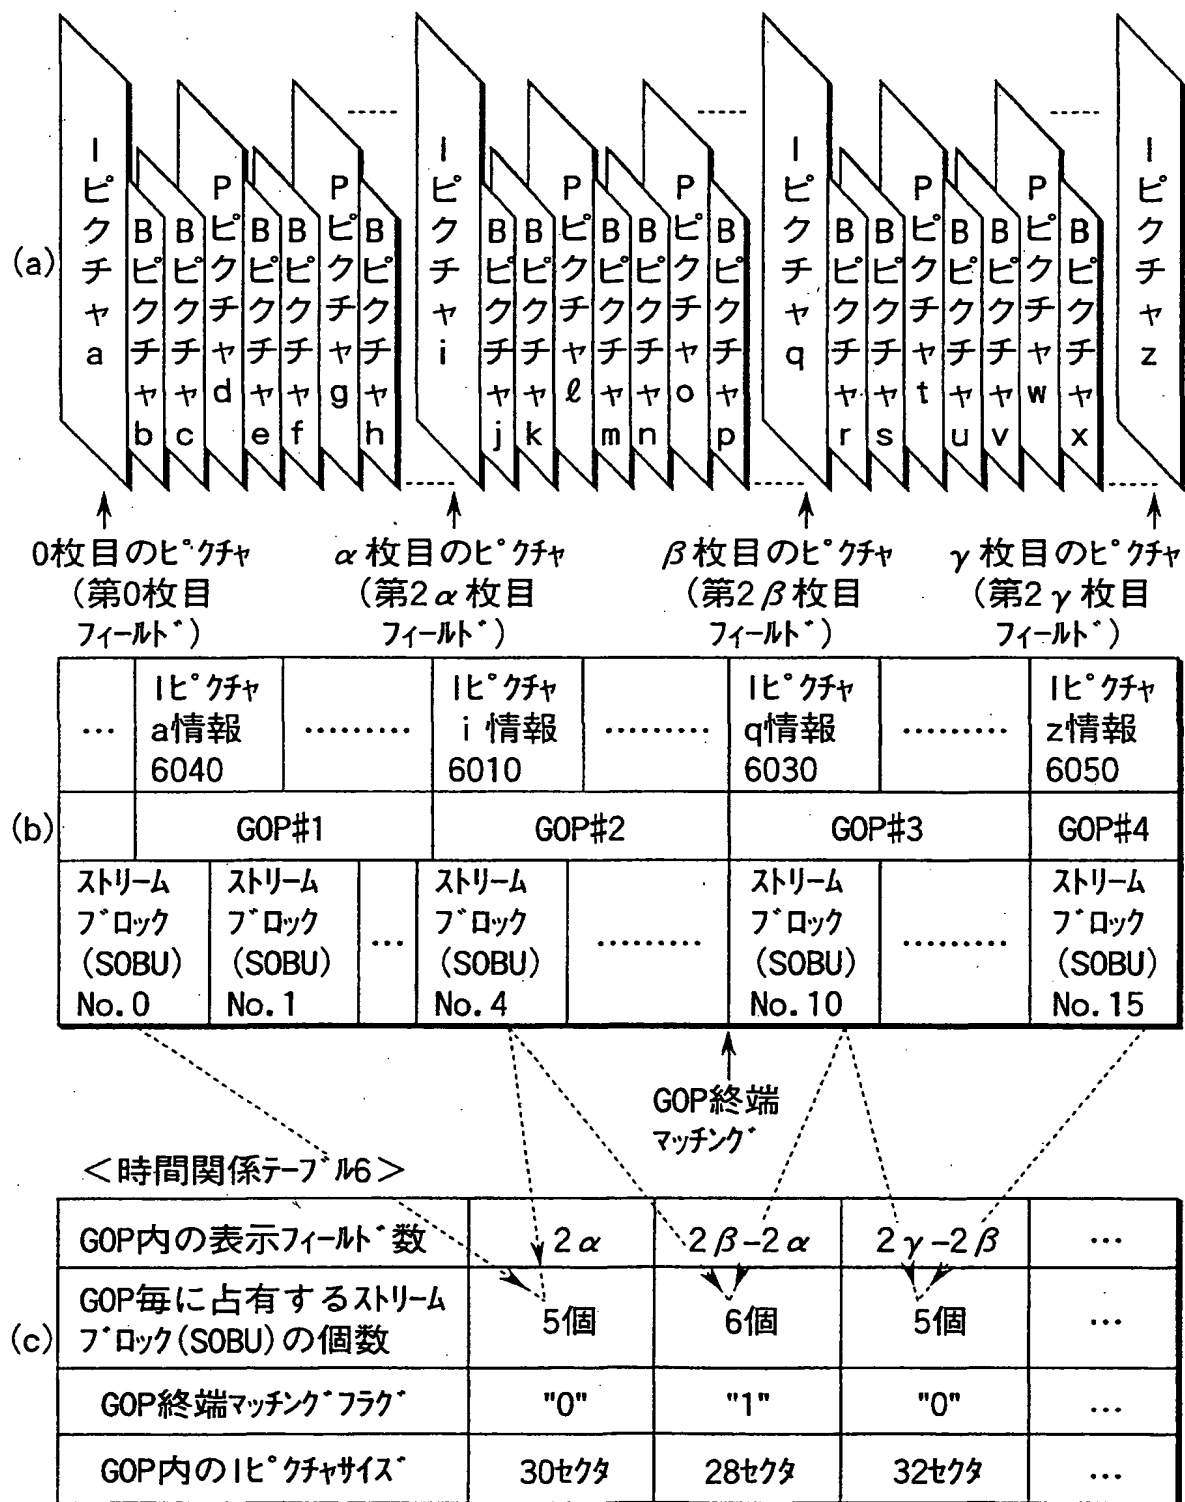 (a)
Iピクチャa
Bピクチャb
Bピクチャc
Pピクチャd
Bピクチャe
Bピクチャf
Pピクチャg
Bピクチャh
Iピクチャi
Bピクチャj
Bピクチャk
Pピクチャℓ
Bピクチャm
Bピクチャn
Pピクチャo
Bピクチャp
Iピクチャq
Bピクチャr
Bピクチャs
Pピクチャt
Bピクチャu
Bピクチャv
Pピクチャw
Bピクチャx
Iピクチャz
0枚目のピクチャ
(第0枚目
フィールド)
α枚目のピクチャ
(第2α枚目
フィールド)
β枚目のピクチャ
(第2β枚目
フィールド)
γ枚目のピクチャ
(第2γ枚目
フィールド)
(b)
…
Iピクチャ
a情報
6040
………
Iピクチャ
i情報
6010
………
Iピクチャ
q情報
6030
………
Iピクチャ
z情報
6050
GOP#1
GOP#2
GOP#3
GOP#4
ストリーム
ブロック
(SOBU)
No.0
ストリーム
ブロック
(SOBU)
No.1
…
ストリーム
ブロック
(SOBU)
No.4
………
ストリーム
ブロック
(SOBU)
No.10
………
ストリーム
ブロック
(SOBU)
No.15
GOP終端
マッチング
<時間関係テーブル6>
(c)
GOP内の表示フィールド数 2α 2β-2α 2γ-2β …
GOP毎に占有するストリーム
ブロック(SOBU)の個数 5個 6個 5個 …
GOP終端マッチングフラグ "0" "1" "0" …
GOP内のIピクチャサイズ 30セクタ 28セクタ 32セクタ …